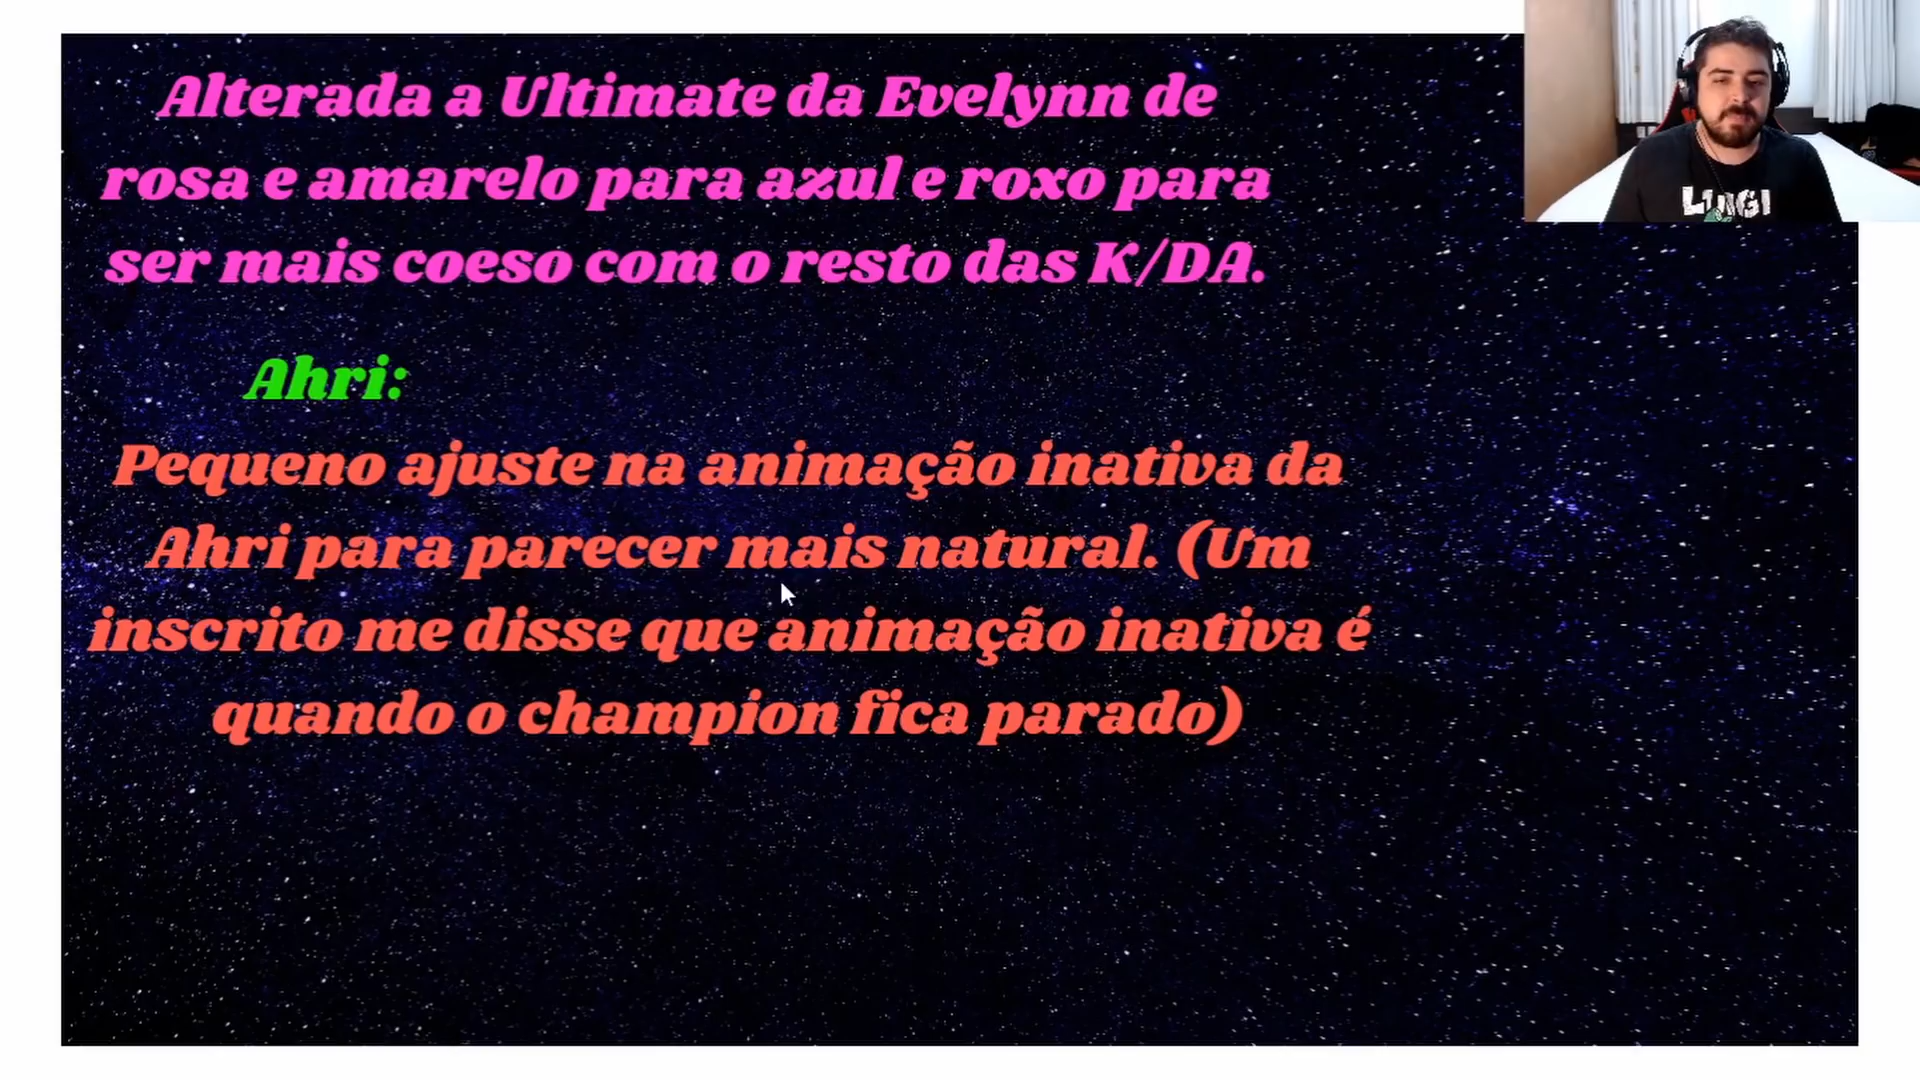 Alterada a Ultimate da Evelynn de
rosa e amarelo para azul e roxo para
ser mais coeso com o resto das K/DA.
Ahri:
Pequeno ajuste na animação inativa da
Ahri para parecer mais natural. (Um
inscrito me disse que animação inativa é
quando o champion fica parado)
LUIGI